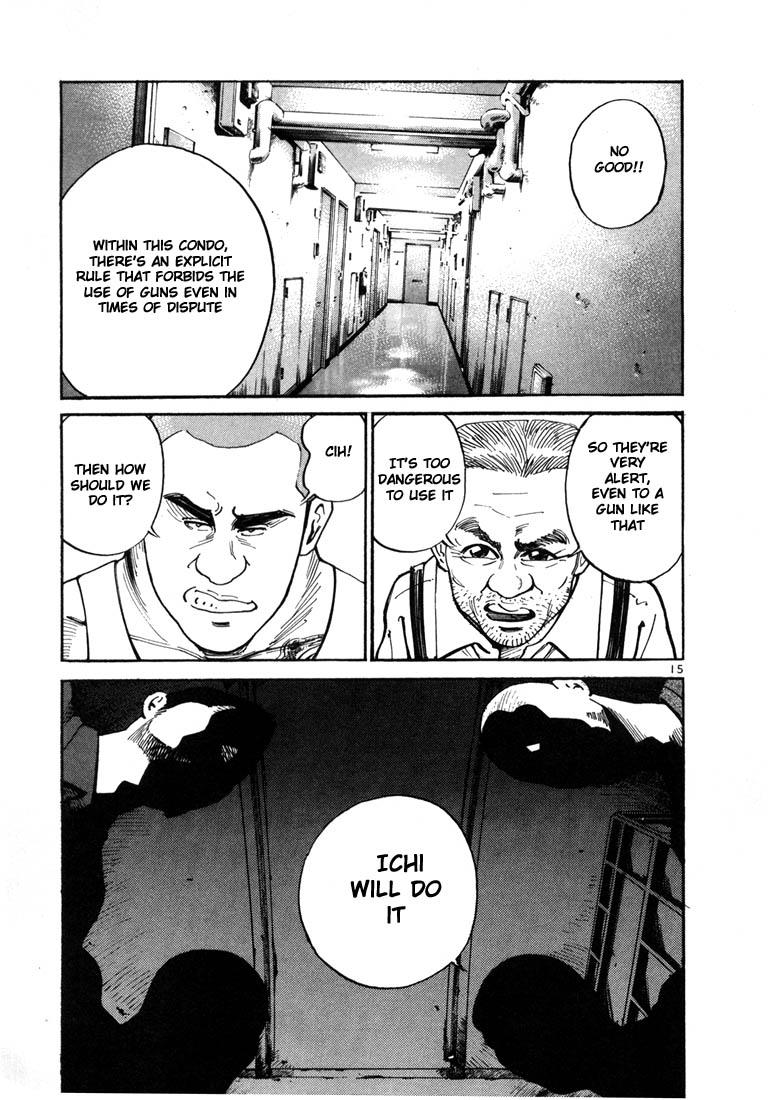 NO
GOOD!!
WITHIN THIS CONDO,
THERE'S AN EXPLICIT
RULE THAT FORBIDS THE
USE OF GUNS EVEN IN
TIMES OF DISPUTE
SO THEY'RE
VERY
ALERT,
EVEN TO A
GUN LIKE
THAT
IT'S TOO
DANGEROUS
TO USE IT
CIH!
THEN HOW
SHOULD WE
DO IT?
15
ICHI
WILL DO
IT